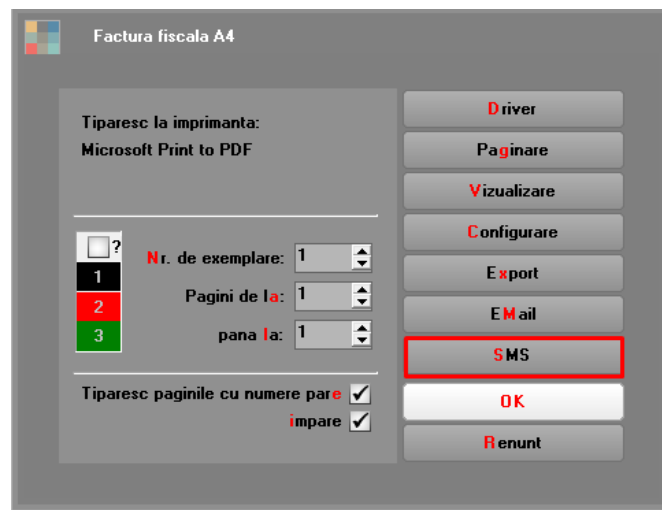 Factura fiscala A4
Tiparesc la imprimanta:
Microsoft Print to PDF
Driver
Paginare
Vizualizare
Configurare
Export
EMail
SMS
OK
Renunt
?
1
2
3
Nr. de exemplare: 1
Pagini de la: 1
pana la: 1
Tiparesc paginile cu numere pare
impare